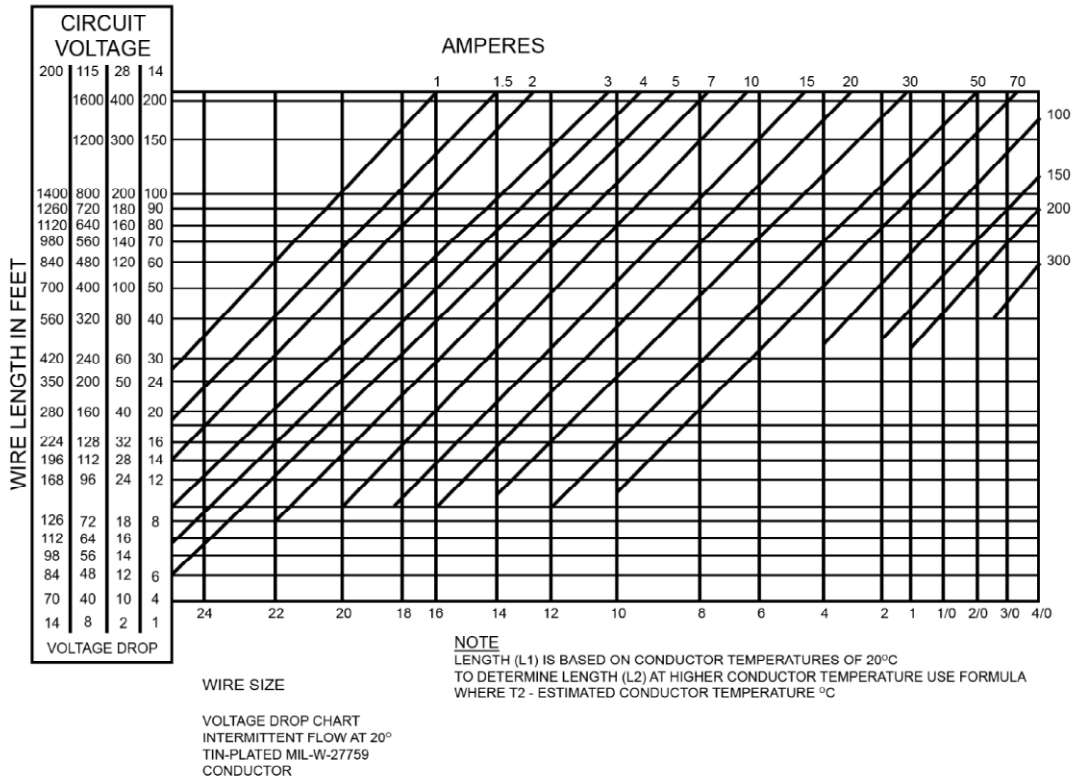 CIRCUIT
VOLTAGE
AMPERES
200 115 28 14
1 1.5 2 3 4 5 7 10 15 20 30 50 70
1600 400 200
100
1200 300 150
150
1400 800 200 100
1260 720 180 90
200
1120 640 160 80
980 560 140 70
840 480 120 60
300
700 400 100 50
560 320 80 40
420 240 60 30
350 200 50 24
280 160 40 20
224 128 32 16
196 112 28 14
168 96 24 12
126 72 18 8
112 64 16
98 56 14
84 48 12 6
70 40 10 4
14 8 2 1
WIRE LENGTH IN FEET
VOLTAGE DROP
24 22 20 18 16 14 12 10 8 6 4 2 1 1/0 2/0 3/0 4/0
NOTE
LENGTH (L1) IS BASED ON CONDUCTOR TEMPERATURES OF 20°C
TO DETERMINE LENGTH (L2) AT HIGHER CONDUCTOR TEMPERATURE USE FORMULA
WHERE T2 - ESTIMATED CONDUCTOR TEMPERATURE °C
WIRE SIZE
VOLTAGE DROP CHART
INTERMITTENT FLOW AT 20°
TIN-PLATED MIL-W-27759
CONDUCTOR